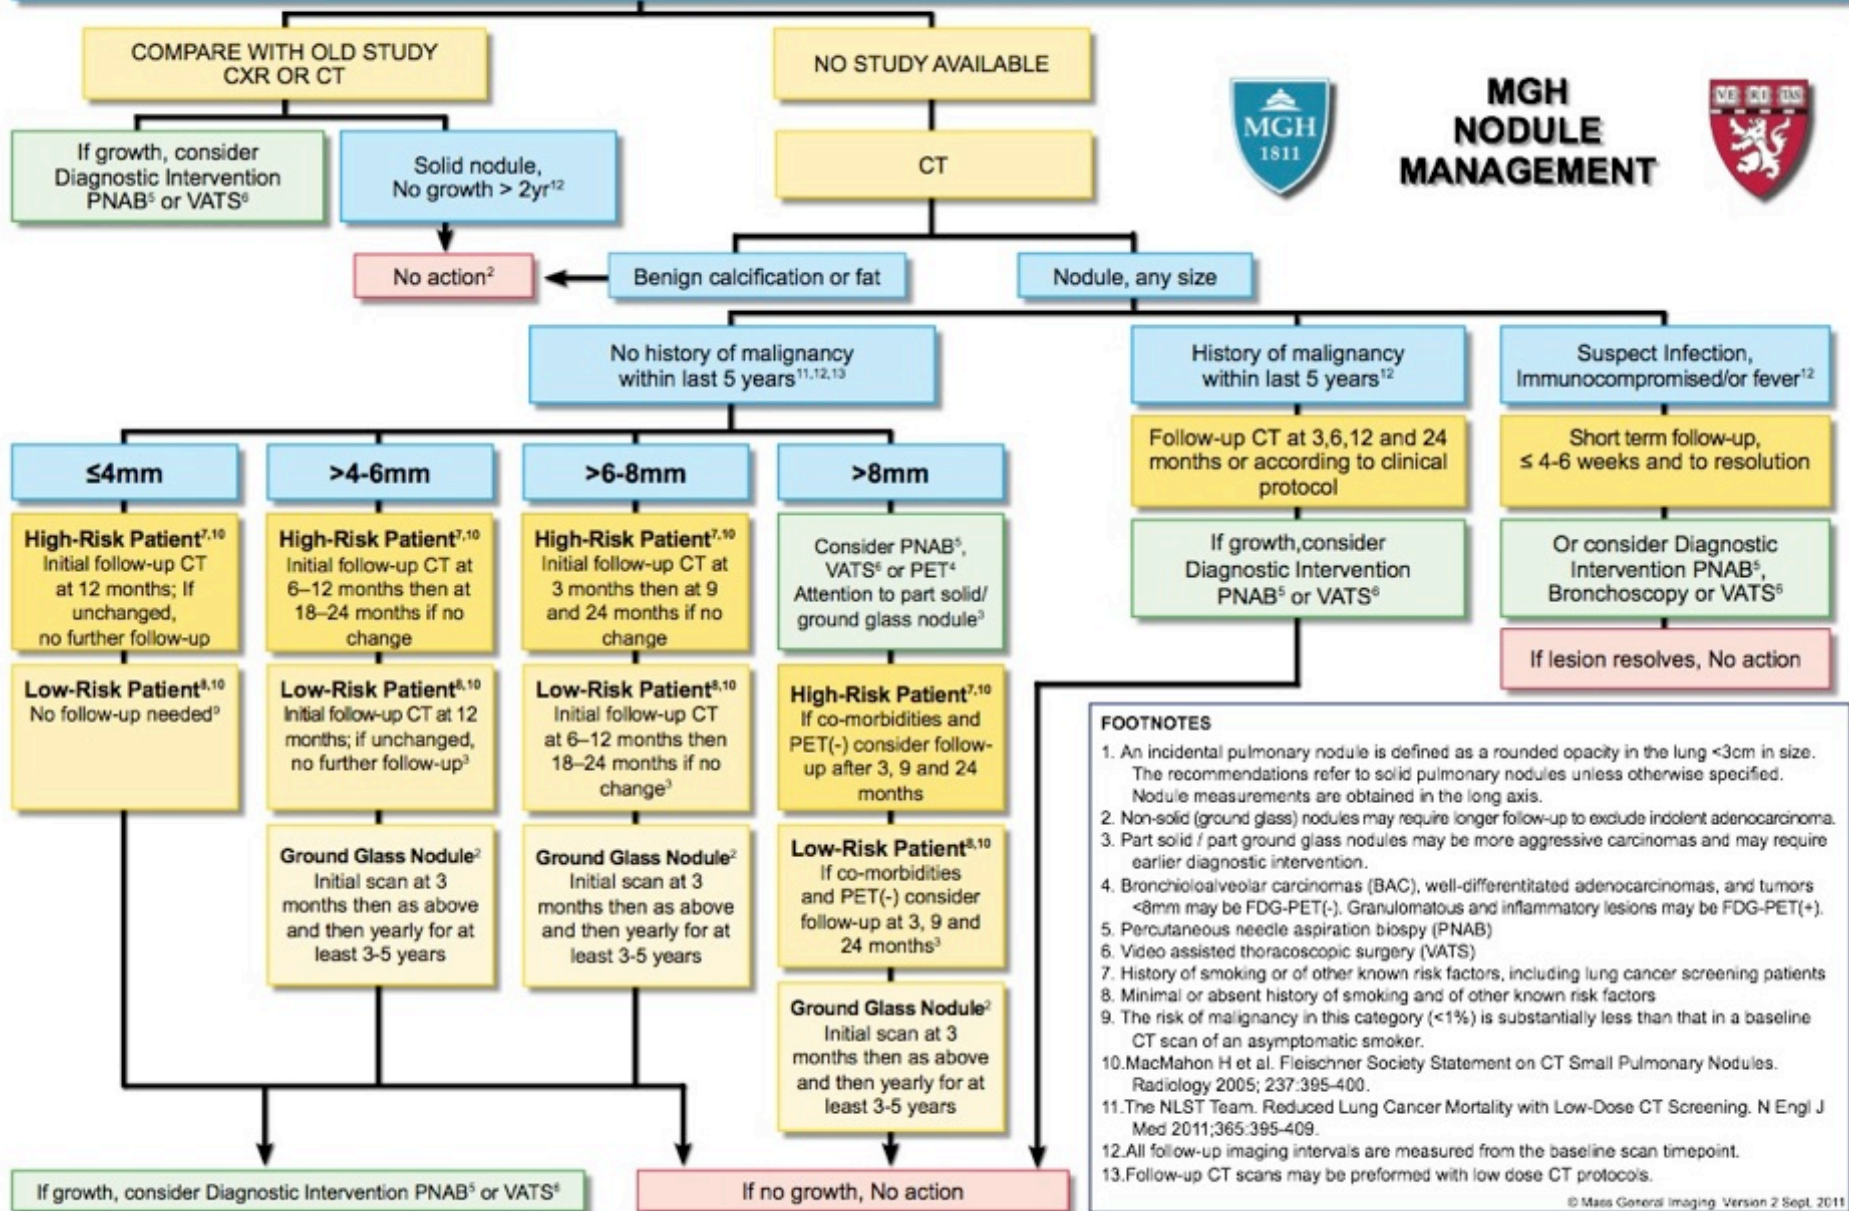 COMPARE WITH OLD STUDY
CXR OR CT
NO STUDY AVAILABLE
MGH
1811
MGH
NODULE
MANAGEMENT
VE RI TAS
If growth, consider
Diagnostic Intervention
PNAB⁵ or VATS⁶
Solid nodule,
No growth > 2yr¹²
CT
No action²
Benign calcification or fat
Nodule, any size
No history of malignancy
within last 5 years¹¹,¹²,¹³
History of malignancy
within last 5 years¹²
Suspect Infection,
Immunocompromised/or fever¹²
Follow-up CT at 3,6,12 and 24
months or according to clinical
protocol
Short term follow-up,
≤ 4-6 weeks and to resolution
If growth,consider
Diagnostic Intervention
PNAB⁵ or VATS⁶
Or consider Diagnostic
Intervention PNAB⁵,
Bronchoscopy or VATS⁶
If lesion resolves, No action
≤4mm
High-Risk Patient⁷,¹⁰
Initial follow-up CT
at 12 months; If
unchanged,
no further follow-up
Low-Risk Patient⁸,¹⁰
No follow-up needed⁹
>4-6mm
High-Risk Patient⁷,¹⁰
Initial follow-up CT at
6–12 months then at
18–24 months if no
change
Low-Risk Patient⁸,¹⁰
Initial follow-up CT at 12
months; if unchanged,
no further follow-up³
Ground Glass Nodule²
Initial scan at 3
months then as above
and then yearly for at
least 3-5 years
>6-8mm
High-Risk Patient⁷,¹⁰
Initial follow-up CT at
3 months then at 9
and 24 months if no
change
Low-Risk Patient⁸,¹⁰
Initial follow-up CT
at 6–12 months then
18–24 months if no
change³
Ground Glass Nodule²
Initial scan at 3
months then as above
and then yearly for at
least 3-5 years
>8mm
Consider PNAB⁵,
VATS⁶ or PET⁴
Attention to part solid/
ground glass nodule³
High-Risk Patient⁷,¹⁰
If co-morbidities and
PET(-) consider follow-
up after 3, 9 and 24
months
Low-Risk Patient⁸,¹⁰
If co-morbidities
and PET(-) consider
follow-up at 3, 9 and
24 months³
Ground Glass Nodule²
Initial scan at 3
months then as above
and then yearly for at
least 3-5 years
If growth, consider Diagnostic Intervention PNAB⁵ or VATS⁶
If no growth, No action
FOOTNOTES
1. An incidental pulmonary nodule is defined as a rounded opacity in the lung <3cm in size.
The recommendations refer to solid pulmonary nodules unless otherwise specified.
Nodule measurements are obtained in the long axis.
2. Non-solid (ground glass) nodules may require longer follow-up to exclude indolent adenocarcinoma.
3. Part solid / part ground glass nodules may be more aggressive carcinomas and may require
earlier diagnostic intervention.
4. Bronchioloalveolar carcinomas (BAC), well-differentitated adenocarcinomas, and tumors
<8mm may be FDG-PET(-). Granulomatous and inflammatory lesions may be FDG-PET(+).
5. Percutaneous needle aspiration biospy (PNAB)
6. Video assisted thoracoscopic surgery (VATS)
7. History of smoking or of other known risk factors, including lung cancer screening patients
8. Minimal or absent history of smoking and of other known risk factors
9. The risk of malignancy in this category (<1%) is substantially less than that in a baseline
CT scan of an asymptomatic smoker.
10.MacMahon H et al. Fleischner Society Statement on CT Small Pulmonary Nodules.
Radiology 2005; 237:395-400.
11.The NLST Team. Reduced Lung Cancer Mortality with Low-Dose CT Screening. N Engl J
Med 2011;365:395-409.
12.All follow-up imaging intervals are measured from the baseline scan timepoint.
13.Follow-up CT scans may be preformed with low dose CT protocols.
© Mass General Imaging Version 2 Sept. 2011